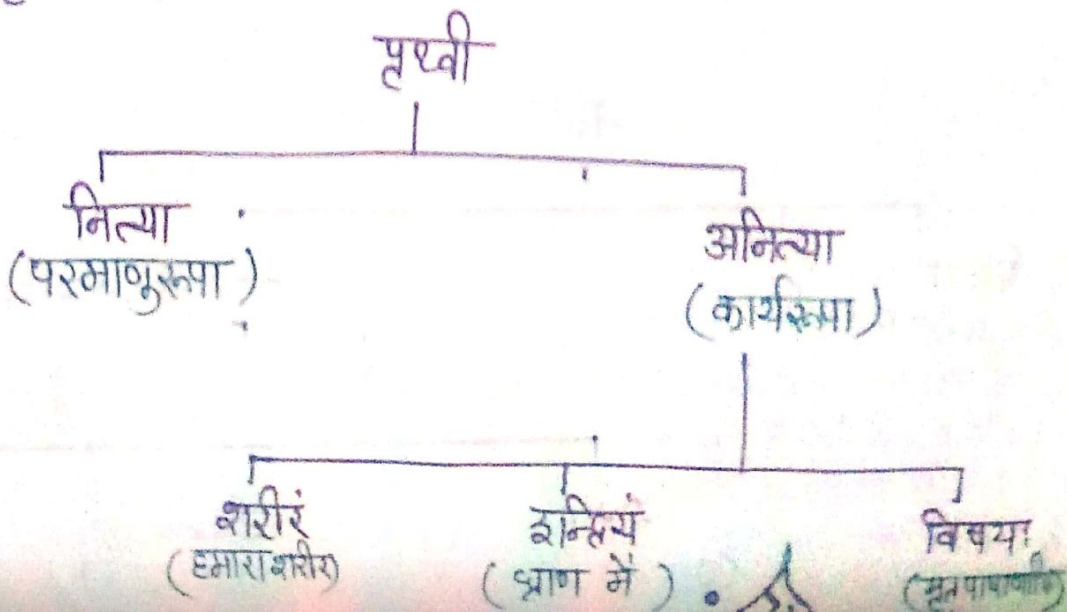 पृथ्वी
नित्या
(परमाणुरूपा)
अनित्या
(कार्यरूपा)
शरीरं
(हमारा शरीर)
इन्द्रियं
(घ्राण में)
विषयः